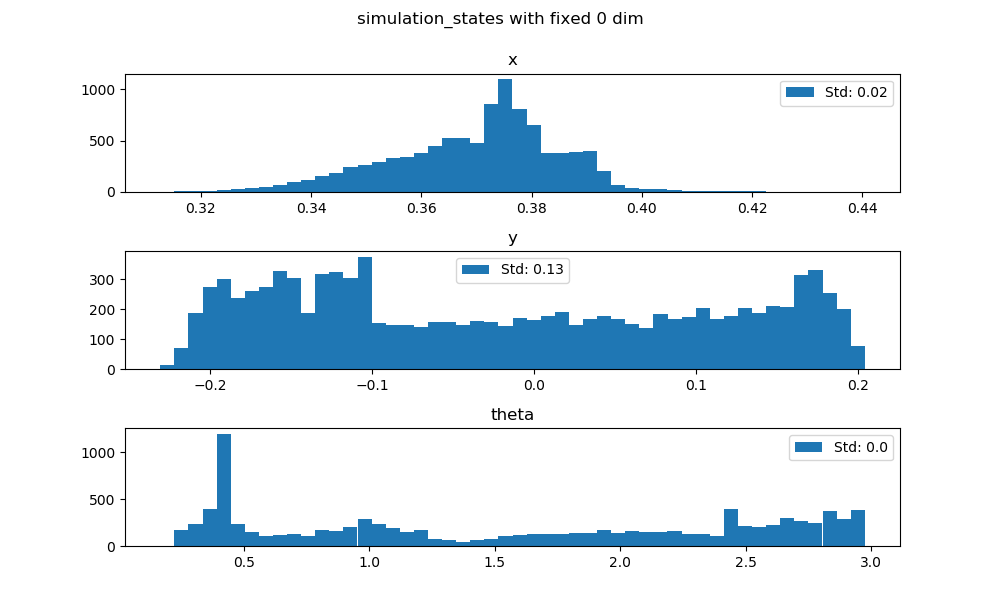 simulation_states with fixed 0 dim
x
1000
500
0
Std: 0.02
0.32 0.34 0.36 0.38 0.40 0.42 0.44
y
300
200
100
0
Std: 0.13
−0.2 −0.1 0.0 0.1 0.2
theta
1000
500
0
Std: 0.0
0.5 1.0 1.5 2.0 2.5 3.0